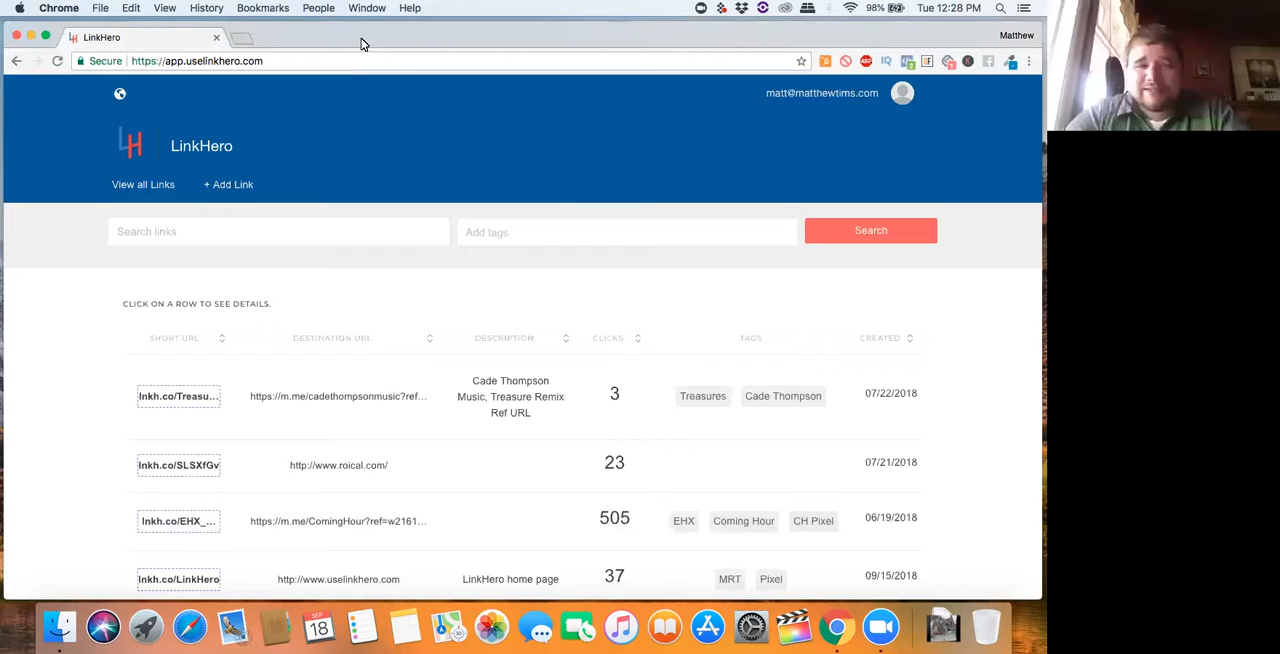 Chrome File Edit View History Bookmarks People Window Help 98% Tue 12:28 PM
LinkHero Matthew
Secure https://app.uselinkhero.com
matt@matthewtims.com
LH LinkHero
View all Links + Add Link
Search links Add tags Search
CLICK ON A ROW TO SEE DETAILS.
SHORT URL DESTINATION URL DESCRIPTION CLICKS TAGS CREATED
Cade Thompson
lnkh.co/Treasu... https://m.me/cadethompsonmusic?ref... Music, Treasure Remix 3 Treasures Cade Thompson 07/22/2018
Ref URL
lnkh.co/SLSXfGv http://www.roical.com/ 23 07/21/2018
lnkh.co/EHX_... https://m.me/ComingHour?ref=w2161... 505 EHX Coming Hour CH Pixel 06/19/2018
lnkh.co/LinkHero http://www.uselinkhero.com LinkHero home page 37 MRT Pixel 09/15/2018
SEP
18